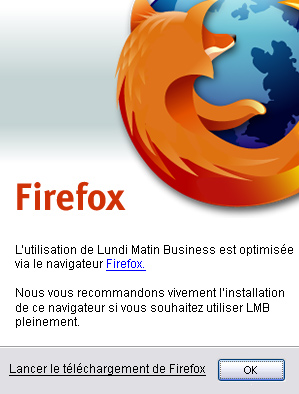 Firefox
L'utilisation de Lundi Matin Business est optimisée
via le navigateur Firefox.
Nous vous recommandons vivement l'installation
de ce navigateur si vous souhaitez utiliser LMB
pleinement.
Lancer le téléchargement de Firefox
OK